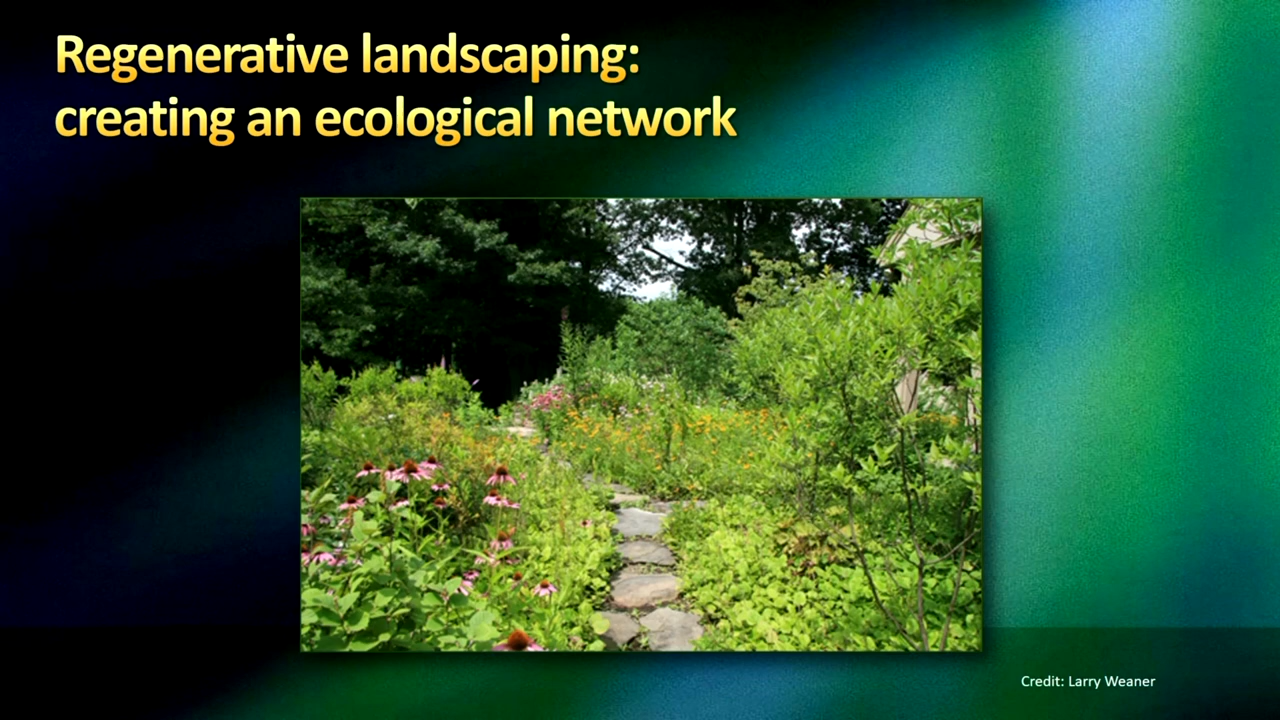 Regenerative landscaping:
creating an ecological network
Credit: Larry Weaner